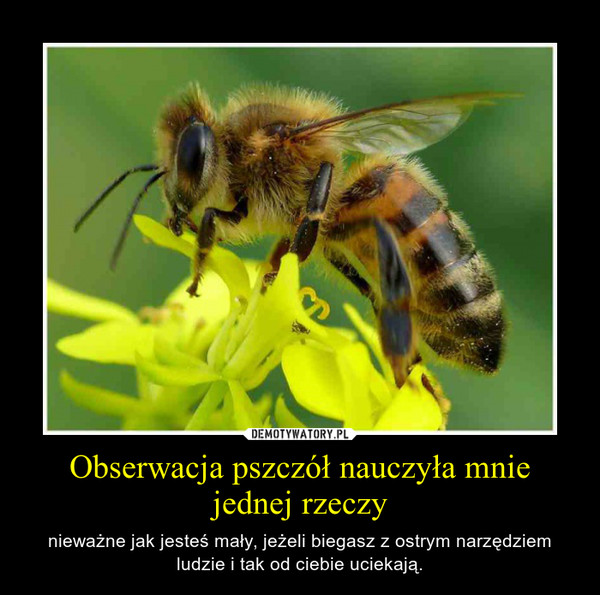 DEMOTYWATORY.PL
Obserwacja pszczół nauczyła mnie
jednej rzeczy
nieważne jak jesteś mały, jeżeli biegasz z ostrym narzędziem
ludzie i tak od ciebie uciekają.